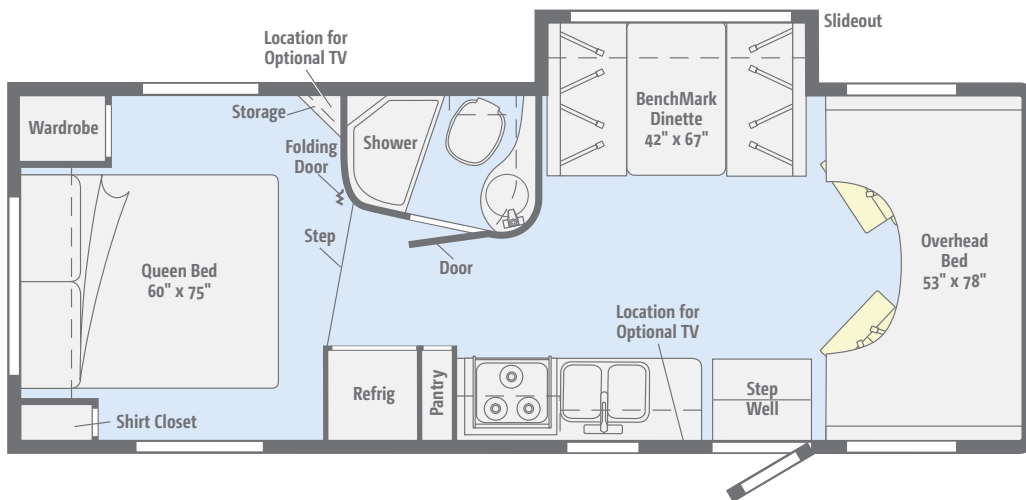 Slideout
Location for
Optional TV
Storage
Wardrobe
Folding
Door
Shower
BenchMark
Dinette
42" x 67"
Step
Door
Queen Bed
60" x 75"
Overhead
Bed
53" x 78"
Location for
Optional TV
Refrig
Pantry
Step
Well
Shirt Closet